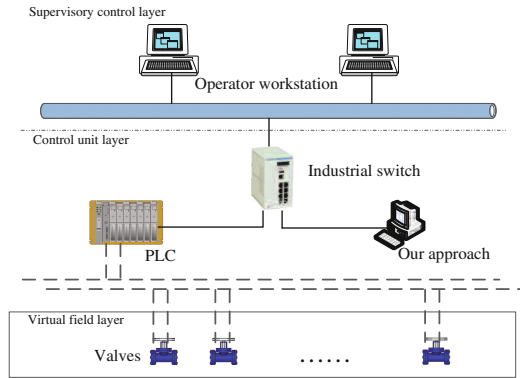 Supervisory control layer
Operator workstation
Control unit layer
Industrial switch
PLC
Our approach
Virtual field layer
Valves
......